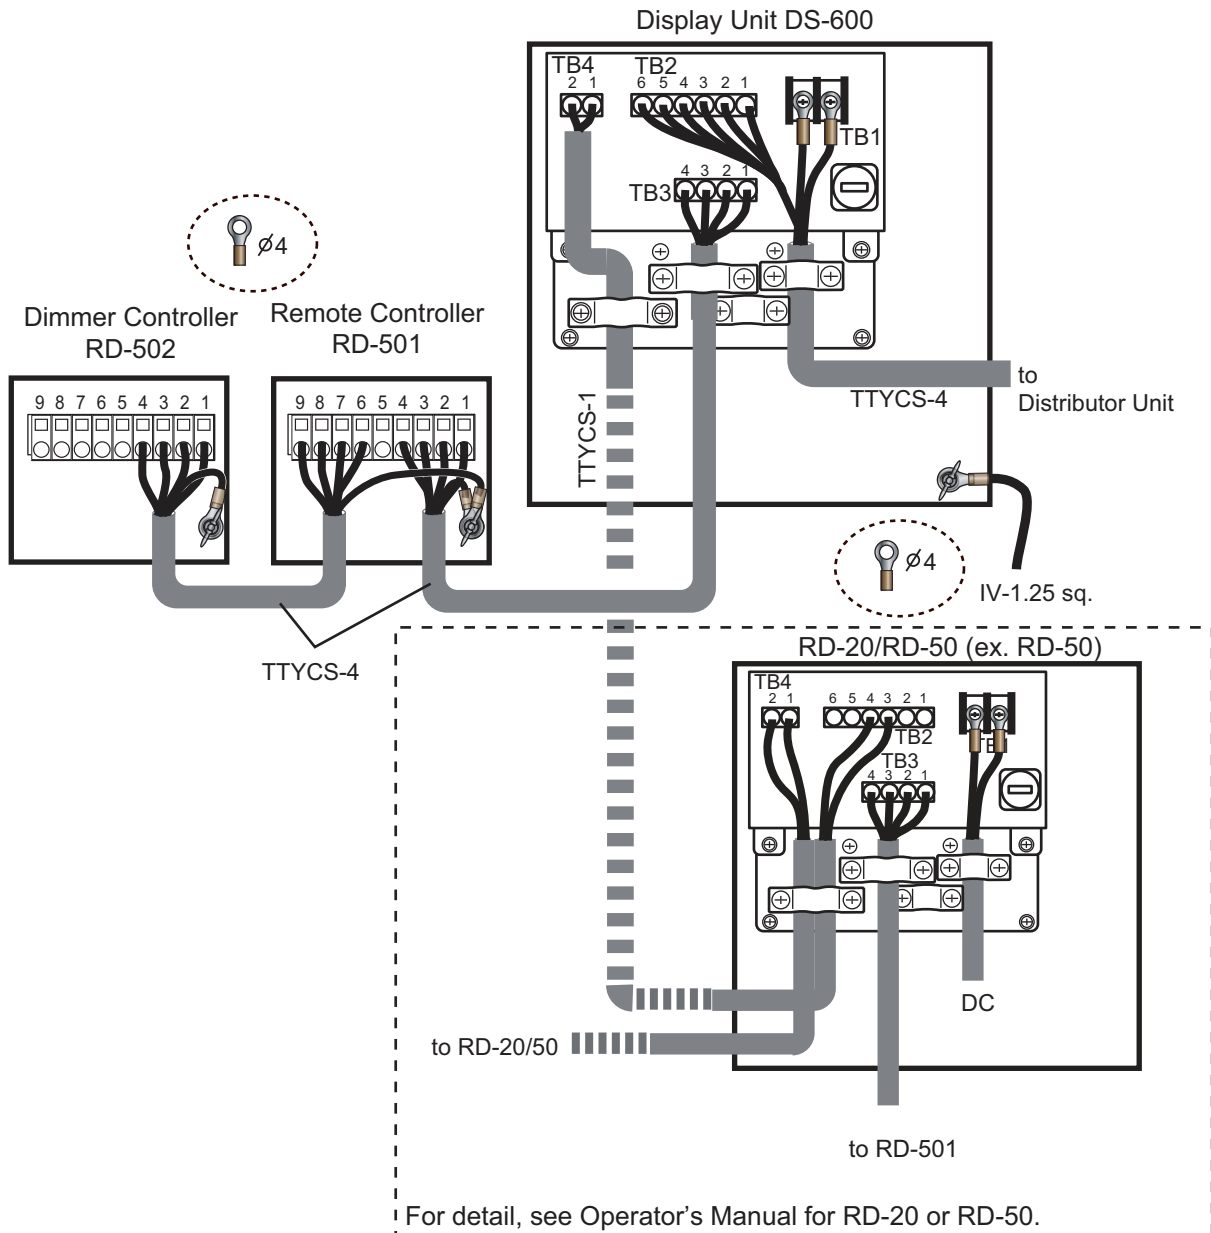 Display Unit DS-600
TB4
2 1
TB2
6 5 4 3 2 1
TB1
TB3
4 3 2 1
ø4
Dimmer Controller
RD-502
9 8 7 6 5 4 3 2 1
Remote Controller
RD-501
9 8 7 6 5 4 3 2 1
TTYCS-1
TTYCS-4
to
Distributor Unit
ø4
IV-1.25 sq.
TTYCS-4
RD-20/RD-50 (ex. RD-50)
TB4
2 1
6 5 4 3 2 1
TB2
TB1
TB3
4 3 2 1
DC
to RD-20/50
to RD-501
For detail, see Operator's Manual for RD-20 or RD-50.